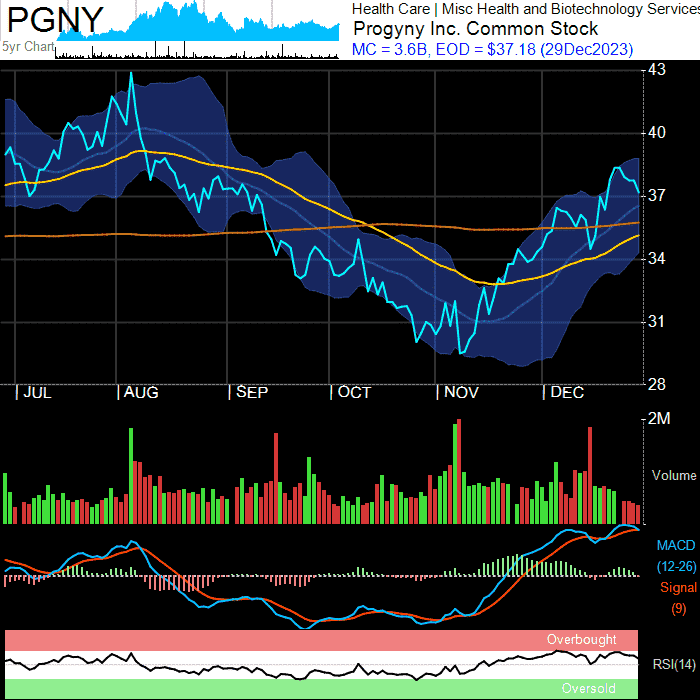 PGNY
5yr Chart
Health Care | Misc Health and Biotechnology Services
Progyny Inc. Common Stock
MC = 3.6B, EOD = $37.18 (29Dec2023)
43
40
37
34
31
28
| JUL | AUG | SEP | OCT | NOV | DEC
2M
Volume
MACD
(12-26)
Signal
(9)
Overbought
RSI(14)
Oversold